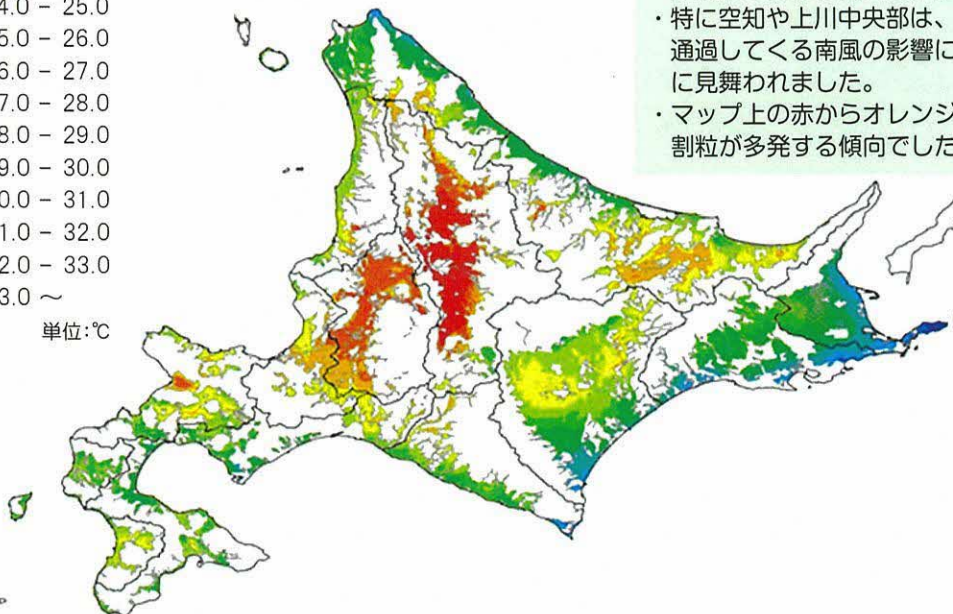 4.0 − 25.0
5.0 − 26.0
6.0 − 27.0
7.0 − 28.0
8.0 − 29.0
9.0 − 30.0
0.0 − 31.0
1.0 − 32.0
2.0 − 33.0
3.0 ～
単位:℃
・特に空知や上川中央部は、
通過してくる南風の影響に
に見舞われました。
・マップ上の赤からオレンジ
割粒が多発する傾向でした